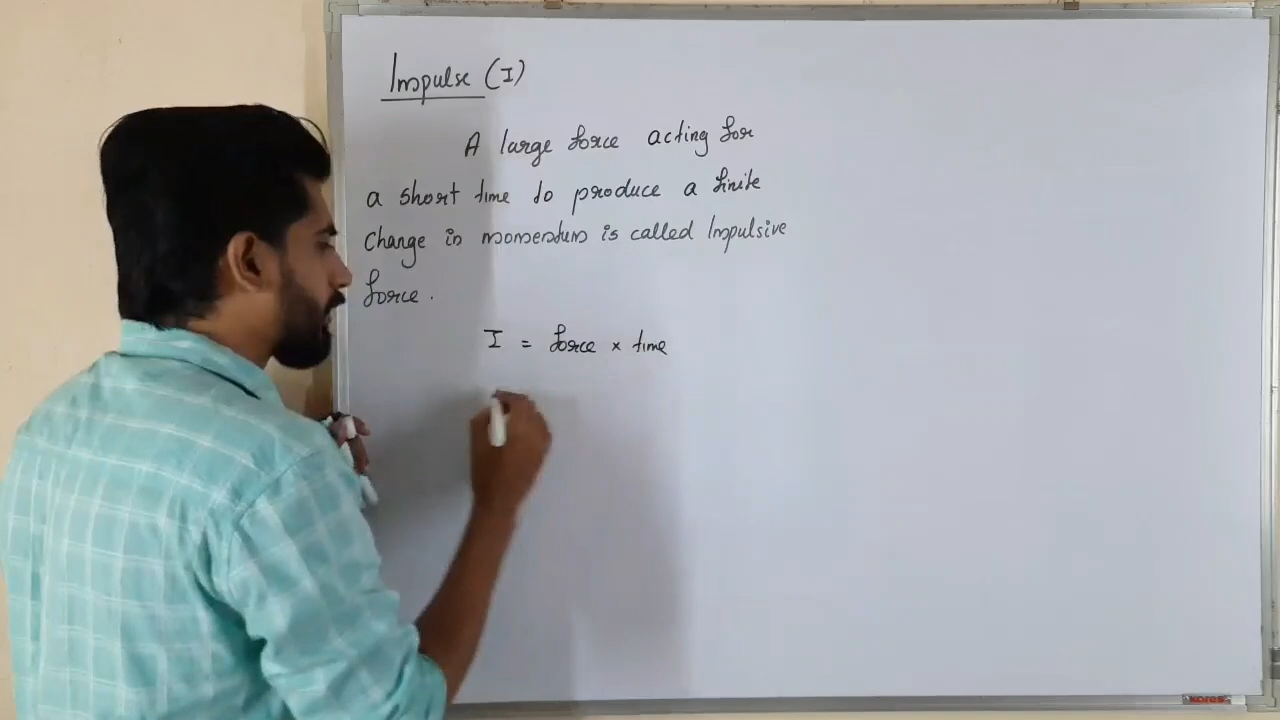 Impulse (I)
A large force acting for
a short time to produce a finite
change in momentum is called Impulsive
force.
I = force × time
kores